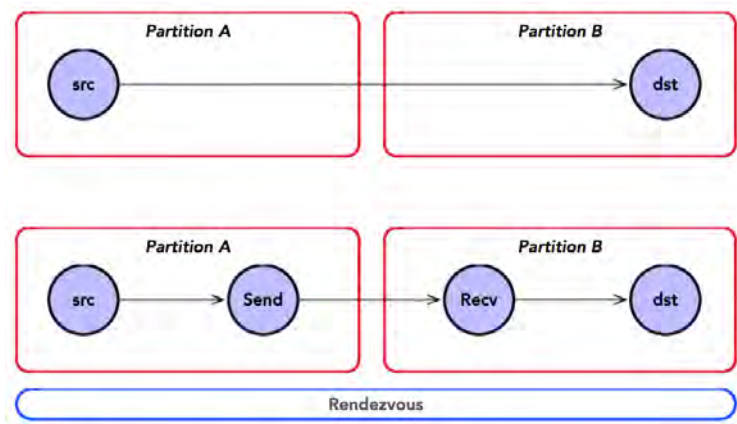 Partition A
Partition B
src
dst
Partition A
Partition B
src
Send
Recv
dst
Rendezvous